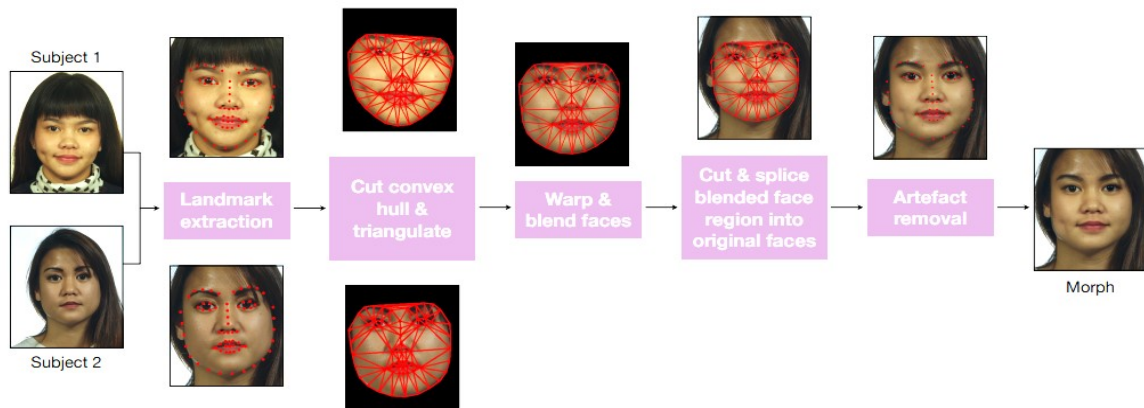 Subject 1
Landmark
extraction
Cut convex
hull &
triangulate
Warp &
blend faces
Cut & splice
blended face
region into
original faces
Artefact
removal
Morph
Subject 2